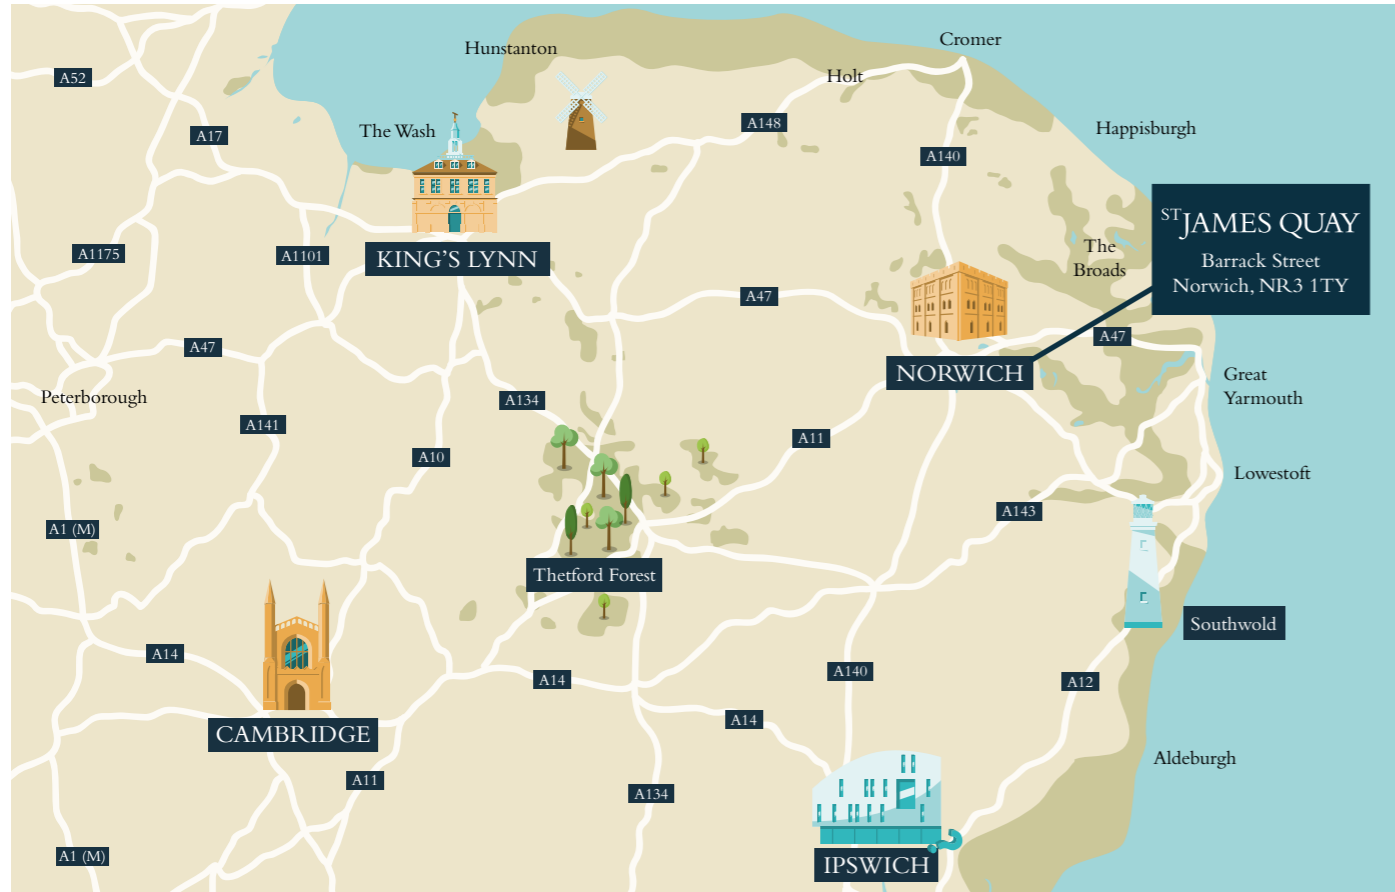 Cromer
Hunstanton
Holt
A52
The Wash
A148
Happisburgh
A17
A140
ST JAMES QUAY
Barrack Street
Norwich, NR3 1TY
The
Broads
A1175
A1101
KING'S LYNN
A47
A47
A47
NORWICH
Great
Yarmouth
Peterborough
A134
A141
A11
A10
Lowestoft
A143
A1 (M)
Thetford Forest
Southwold
A14
A14
A140
A12
A14
CAMBRIDGE
Aldeburgh
A11
A134
A1 (M)
IPSWICH